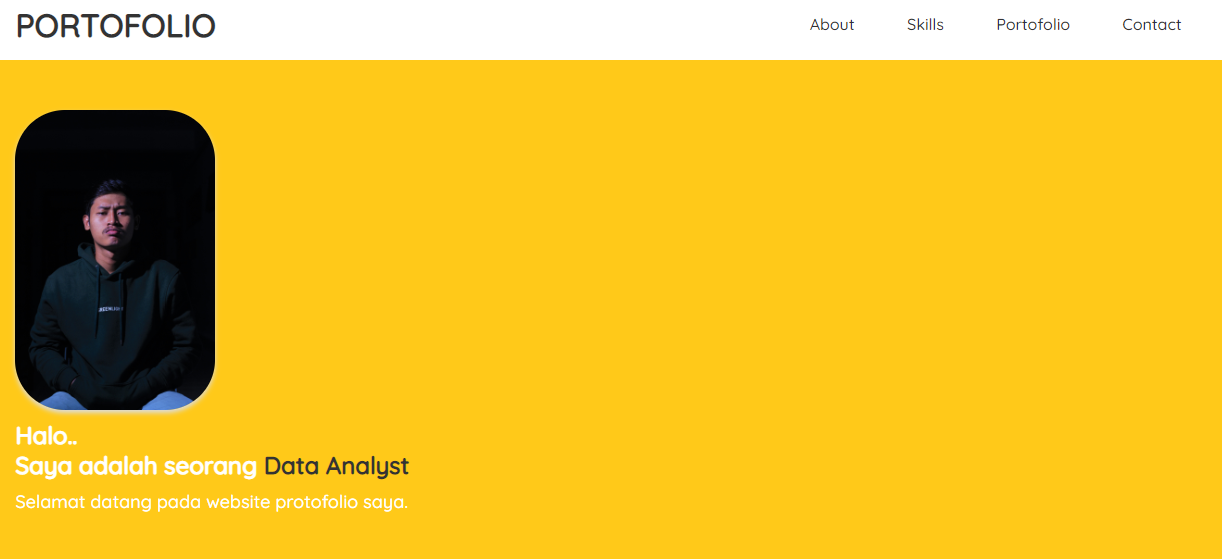 PORTOFOLIO
About Skills Portofolio Contact
Halo..
Saya adalah seorang Data Analyst
Selamat datang pada website protofolio saya.